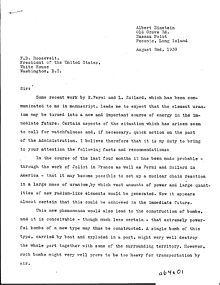 Albert Einstein
Old Grove Rd.
Nassau Point
Peconic, Long Island
August 2nd, 1939
F.D. Roosevelt,
President of the United States,
White House
Washington, D.C.
Sir:
Some recent work by E.Fermi and L. Szilard, which has been com-
municated to me in manuscript, leads me to expect that the element uran-
ium may be turned into a new and important source of energy in the im-
mediate future. Certain aspects of the situation which has arisen seem
to call for watchfulness and, if necessary, quick action on the part
of the Administration. I believe therefore that it is my duty to bring
to your attention the following facts and recommendations:
In the course of the last four months it has been made probable -
through the work of Joliot in France as well as Fermi and Szilard in
America - that it may become possible to set up a nuclear chain reaction
in a large mass of uranium,by which vast amounts of power and large quant-
ities of new radium-like elements would be generated. Now it appears
almost certain that this could be achieved in the immediate future.
This new phenomenon would also lead to the construction of bombs,
and it is conceivable - though much less certain - that extremely power-
ful bombs of a new type may thus be constructed. A single bomb of this
type, carried by boat and exploded in a port, might very well destroy
the whole port together with some of the surrounding territory. However,
such bombs might very well prove to be too heavy for transportation by
air.
a64a01